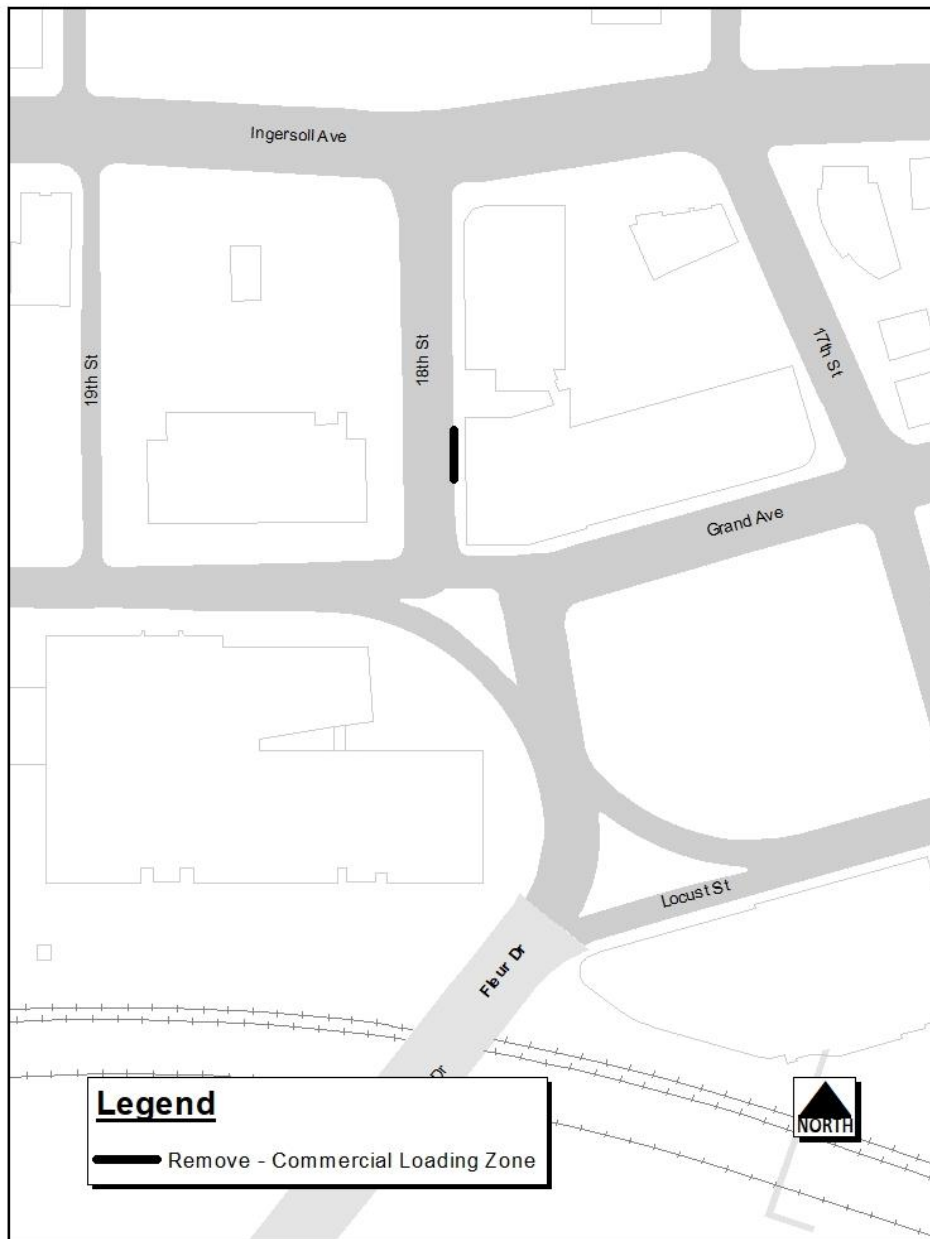 Ingersoll Ave
19th St
18th St
17th St
Grand Ave
Locust St
Fleur Dr
Dr
Legend
NORTH
Remove - Commercial Loading Zone